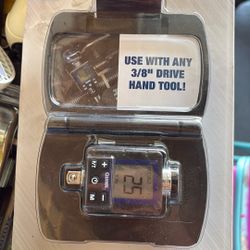 USE WITH ANY
3/8" DRIVE
HAND TOOL!
+
M
−